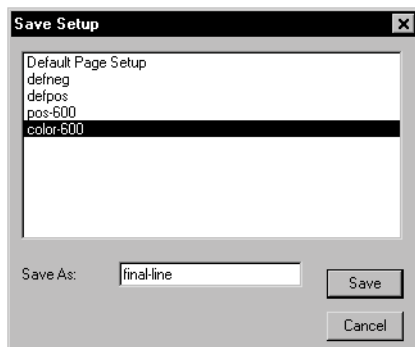 Save Setup
Default Page Setup
defneg
defpos
pos-600
color-600
Save As: final-line
Save
Cancel